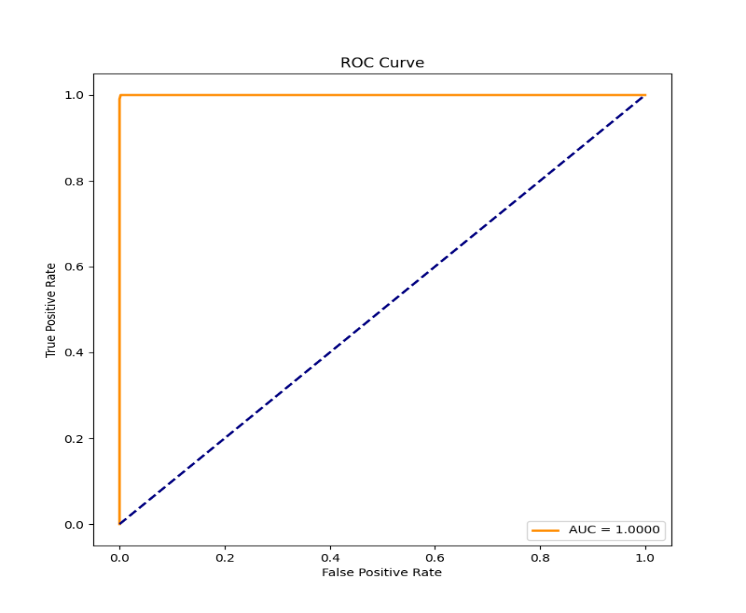 ROC Curve
1.0
0.8
0.6
0.4
0.2
0.0
True Positive Rate
AUC = 1.0000
0.0 0.2 0.4 0.6 0.8 1.0
False Positive Rate